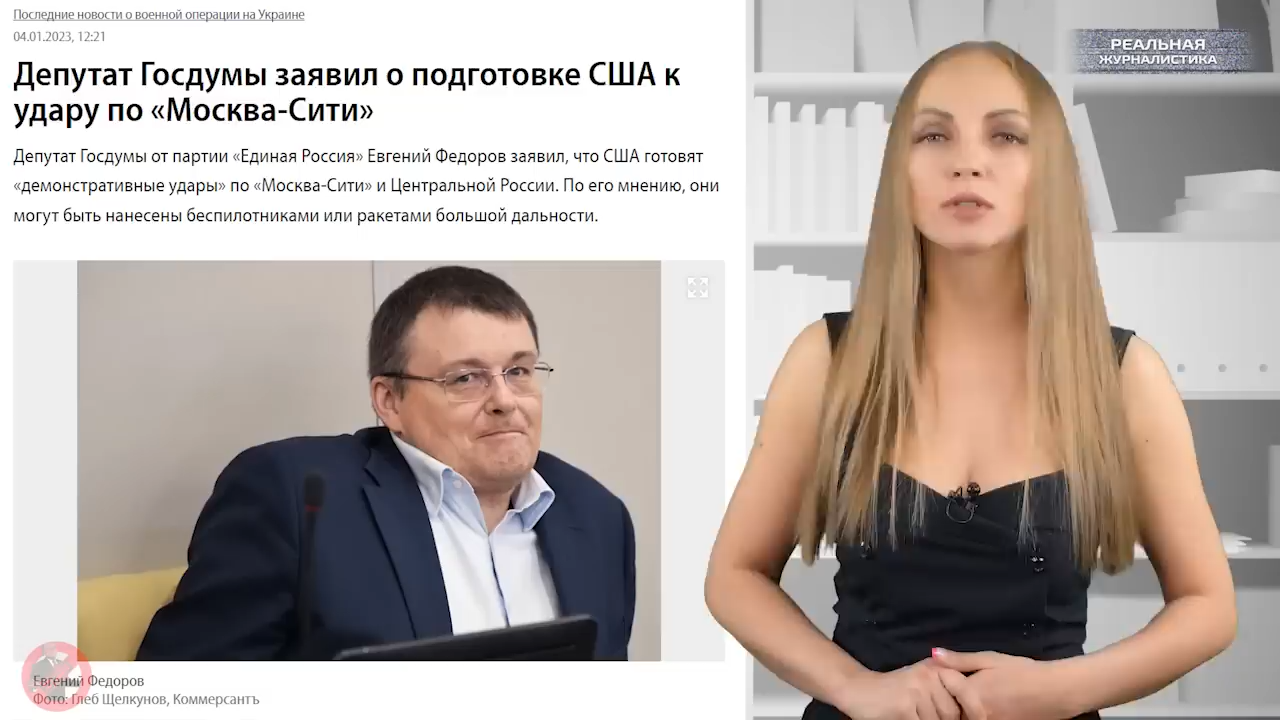 Последние новости о военной операции на Украине
04.01.2023, 12:21
Депутат Госдумы заявил о подготовке США к
удару по «Москва-Сити»
Депутат Госдумы от партии «Единая Россия» Евгений Федоров заявил, что США готовят
«демонстративные удары» по «Москва-Сити» и Центральной России. По его мнению, они
могут быть нанесены беспилотниками или ракетами большой дальности.
Евгений Федоров
Фото: Глеб Щелкунов, Коммерсантъ
РЕАЛЬНАЯ
ЖУРНАЛИСТИКА